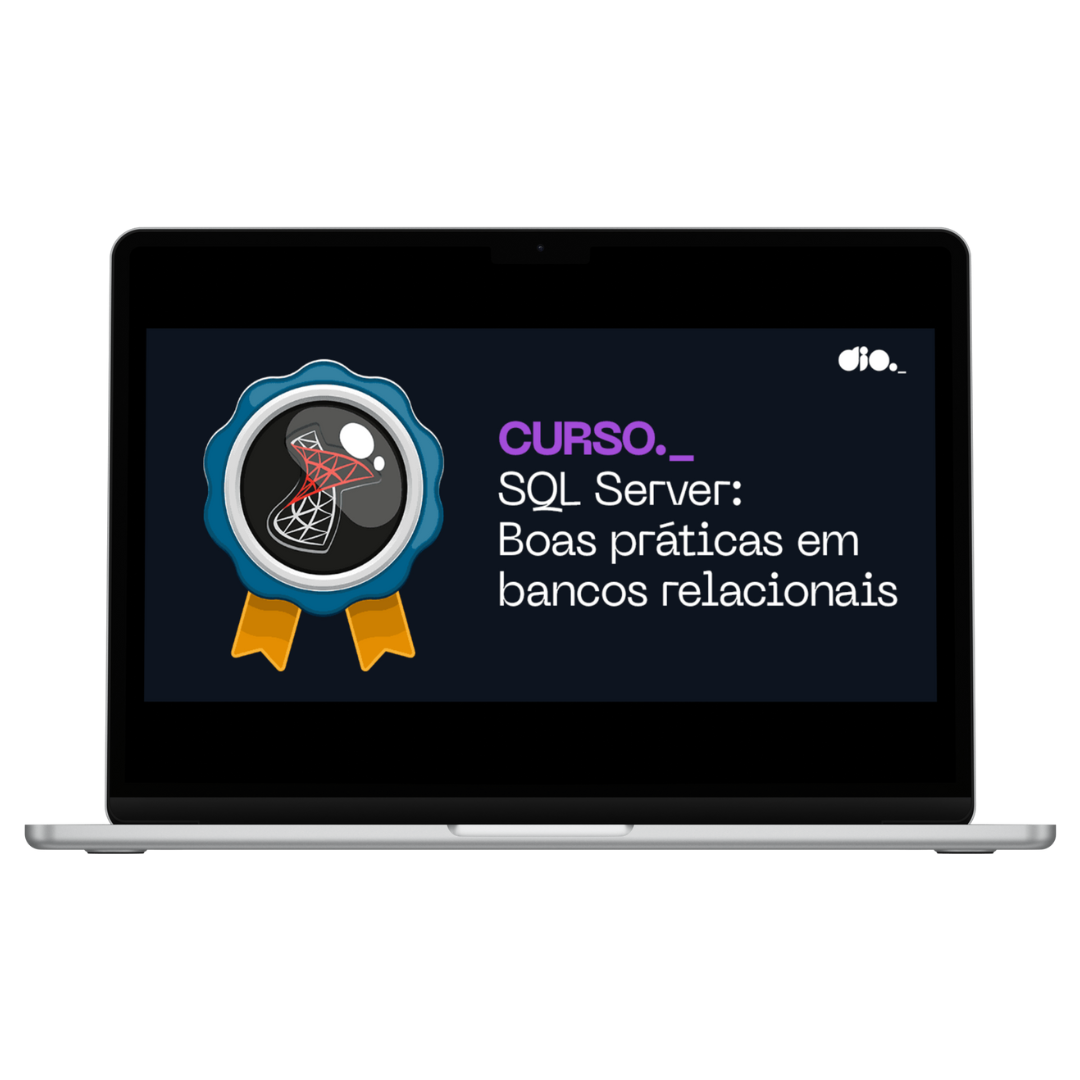 dio._
CURSO._
SQL Server:
Boas práticas em
bancos relacionais